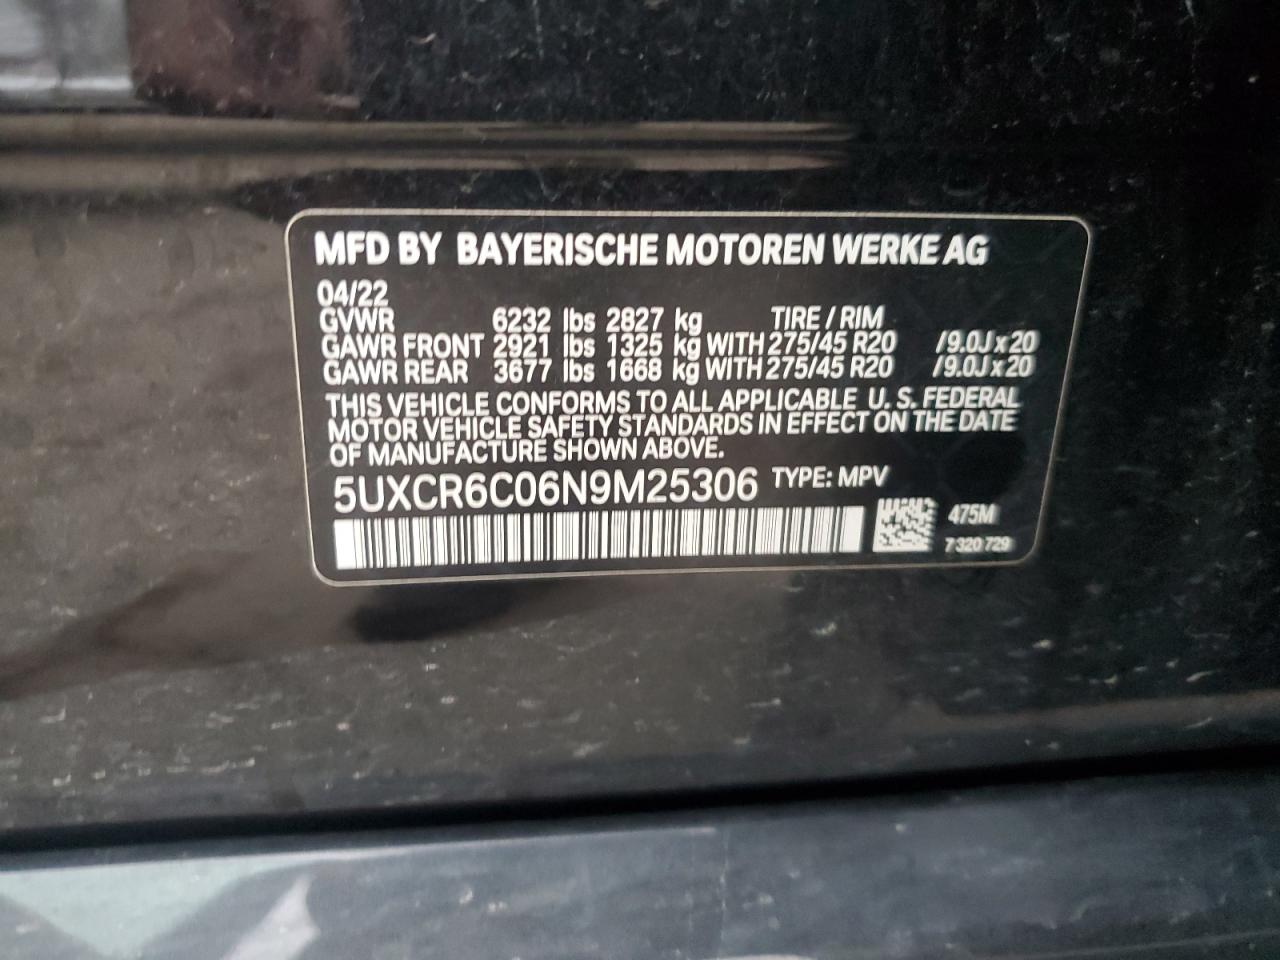 MFD BY BAYERISCHE MOTOREN WERKE AG
04/22
GVWR 6232 lbs 2827 kg TIRE / RIM
GAWR FRONT 2921 lbs 1325 kg WITH 275/45 R20 /9.0J x 20
GAWR REAR 3677 lbs 1668 kg WITH 275/45 R20 /9.0J x 20
THIS VEHICLE CONFORMS TO ALL APPLICABLE U. S. FEDERAL
MOTOR VEHICLE SAFETY STANDARDS IN EFFECT ON THE DATE
OF MANUFACTURE SHOWN ABOVE.
5UXCR6C06N9M25306 TYPE: MPV
475M
7 320 729